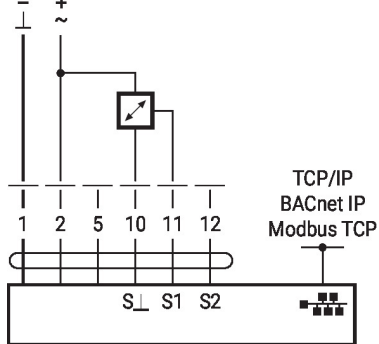 − +
⊥ ~
TCP/IP
BACnet IP
Modbus TCP
1 2 5 10 11 12
S⊥ S1 S2